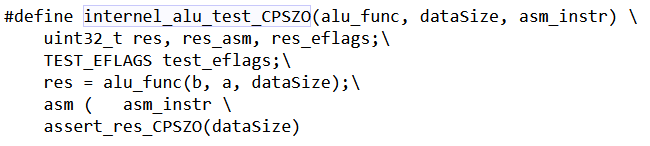 #define internel_alu_test_CPSZO(alu_func, dataSize, asm_instr) \
uint32_t res, res_asm, res_eflags;\
TEST_EFLAGS test_eflags;\
res = alu_func(b, a, dataSize);\
asm (   asm_instr \
assert_res_CPSZO(dataSize)